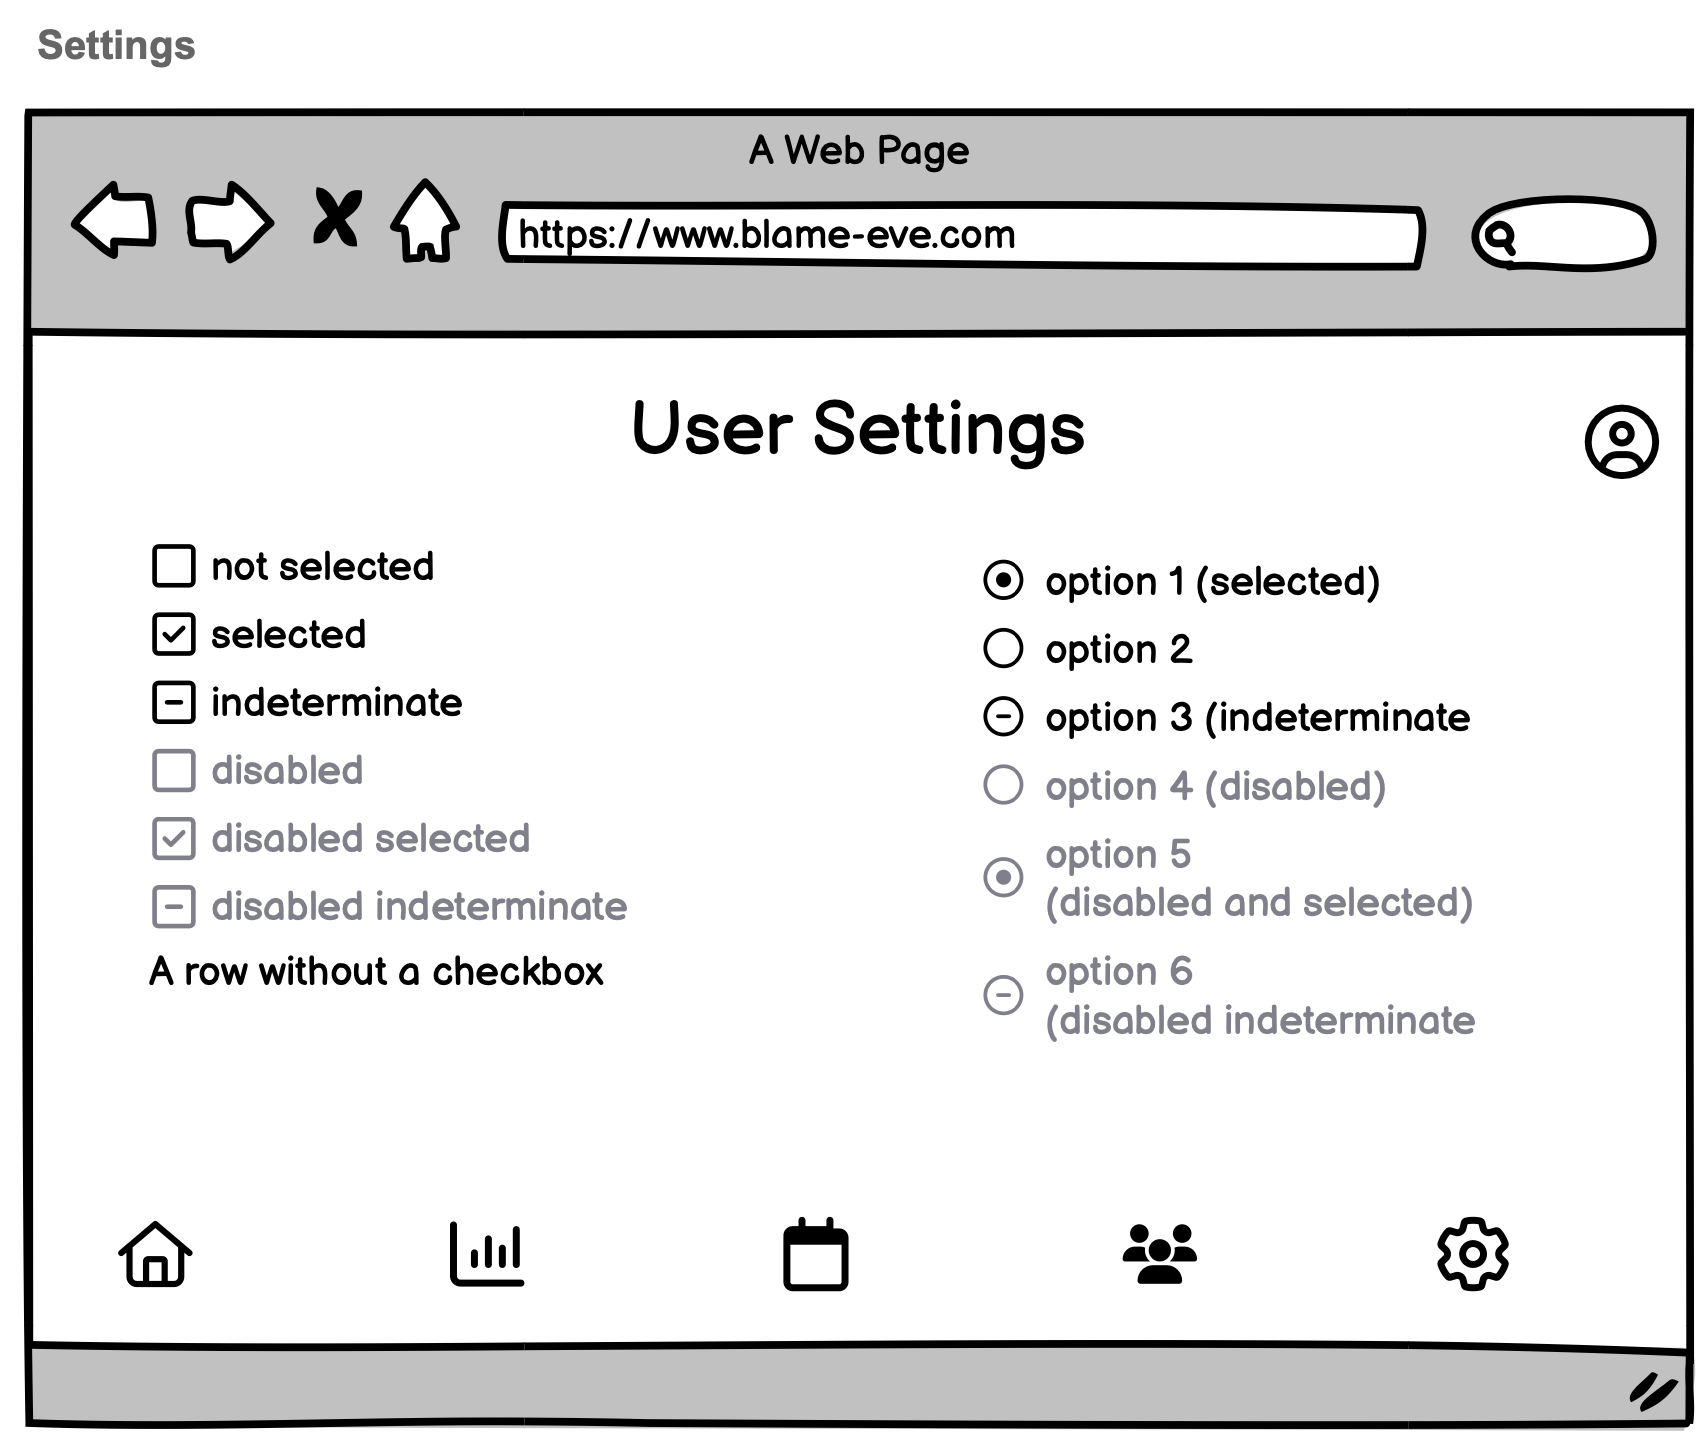 Settings
A Web Page
https://www.blame-eve.com
User Settings
not selected
selected
indeterminate
disabled
disabled selected
disabled indeterminate
A row without a checkbox
option 1 (selected)
option 2
option 3 (indeterminate
option 4 (disabled)
option 5
(disabled and selected)
option 6
(disabled indeterminate